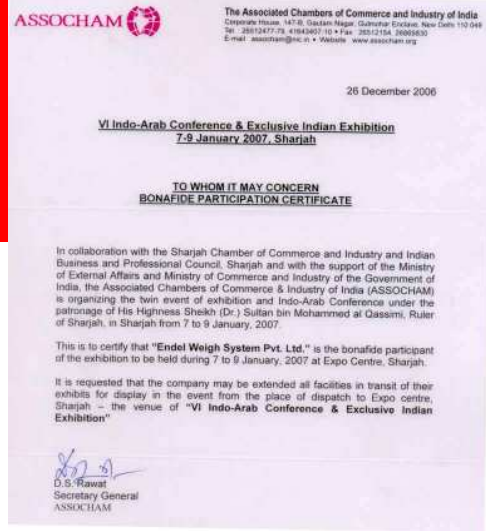 ASSOCHAM
The Associated Chambers of Commerce and Industry of India
Corporate House, 147-B, Gautam Nagar, Gulmohar Enclave, New Delhi 110 049
Fax
E-mail assocham@nic.in • Website www.assocham.org
26 December 2006
VI Indo-Arab Conference & Exclusive Indian Exhibition
7-9 January 2007, Sharjah
TO WHOM IT MAY CONCERN
BONAFIDE PARTICIPATION CERTIFICATE
In collaboration with the Sharjah Chamber of Commerce and Industry and Indian
Business and Professional Council, Sharjah and with the support of the Ministry
of External Affairs and Ministry of Commerce and Industry of the Government of
India, the Associated Chambers of Commerce & Industry of India (ASSOCHAM)
is organizing the twin event of exhibition and Indo-Arab Conference under the
patronage of His Highness Sheikh (Dr.) Sultan bin Mohammed al Qassimi, Ruler
of Sharjah, in Sharjah from 7 to 9 January, 2007.
This is to certify that "Endel Weigh System Pvt. Ltd." is the bonafide participant
of the exhibition to be held during 7 to 9 January, 2007 at Expo Centre, Sharjah.
It is requested that the company may be extended all facilities in transit of their
exhibits for display in the event from the place of dispatch to Expo centre,
Sharjah – the venue of "VI Indo-Arab Conference & Exclusive Indian
Exhibition"
D.S. Rawat
Secretary General
ASSOCHAM